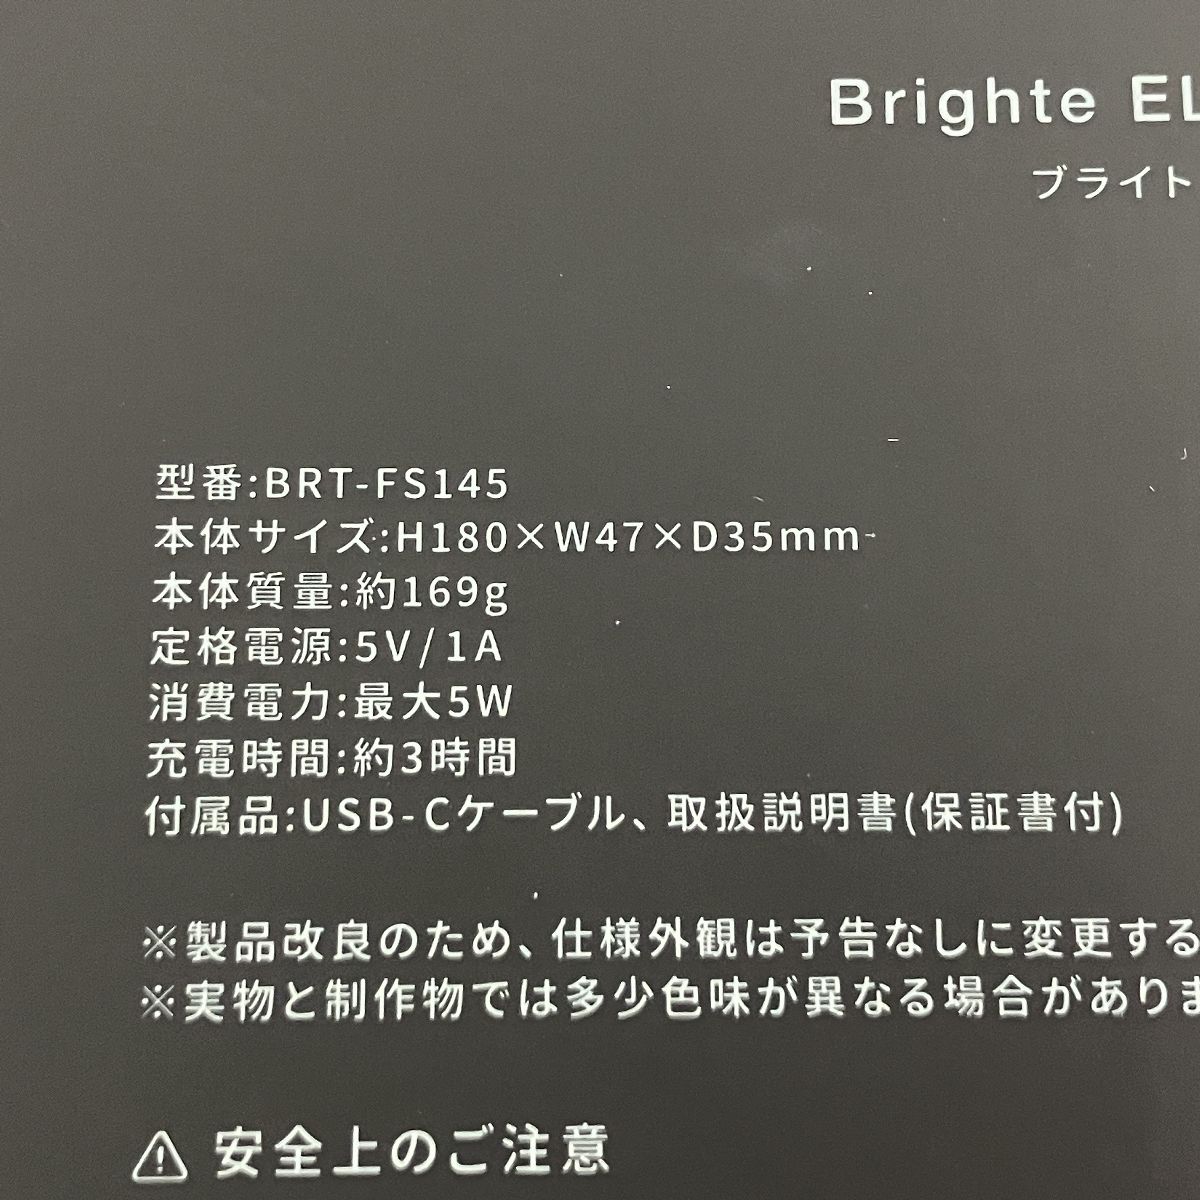 Brighte EL
ブライト
型番:BRT-FS145
本体サイズ:H180×W47×D35mm
本体質量:約169g
定格電源:5V/1A
消費電力:最大5W
充電時間:約3時間
付属品:USB-Cケーブル、取扱説明書(保証書付)
※製品改良のため、仕様外観は予告なしに変更する
※実物と制作物では多少色味が異なる場合がありま
⚠ 安全上のご注意